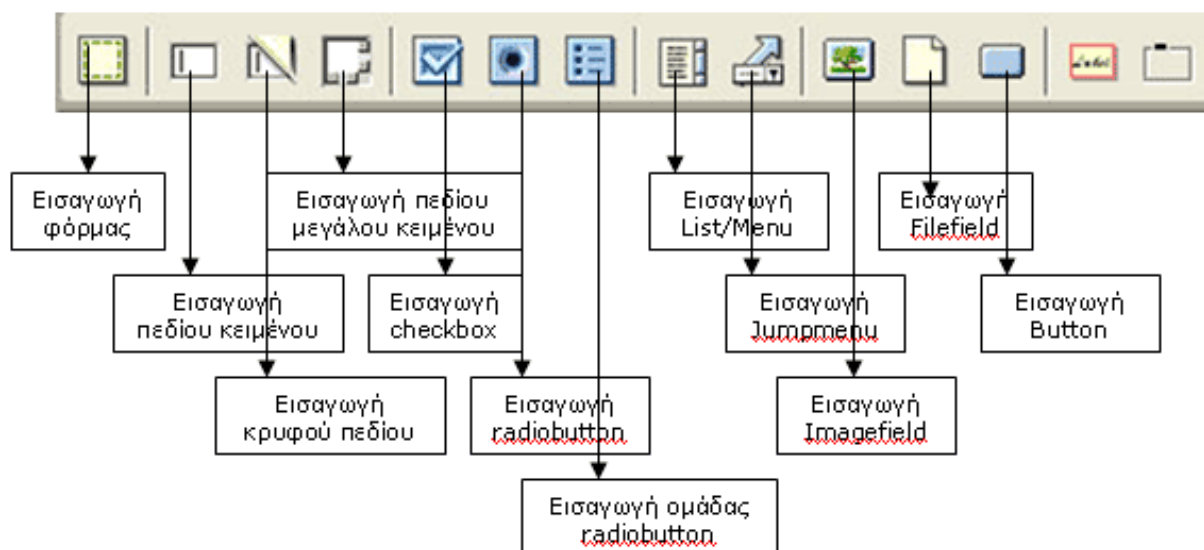 Label
Εισαγωγή
φόρμας
Εισαγωγή πεδίου
μεγάλου κειμένου
Εισαγωγή
List/Menu
Εισαγωγή
Filefield
Εισαγωγή
πεδίου κειμένου
Εισαγωγή
checkbox
Εισαγωγή
Jumpmenu
Εισαγωγή
Button
Εισαγωγή
κρυφού πεδίου
Εισαγωγή
radiobutton
Εισαγωγή
Imagefield
Εισαγωγή ομάδας
radiobutton